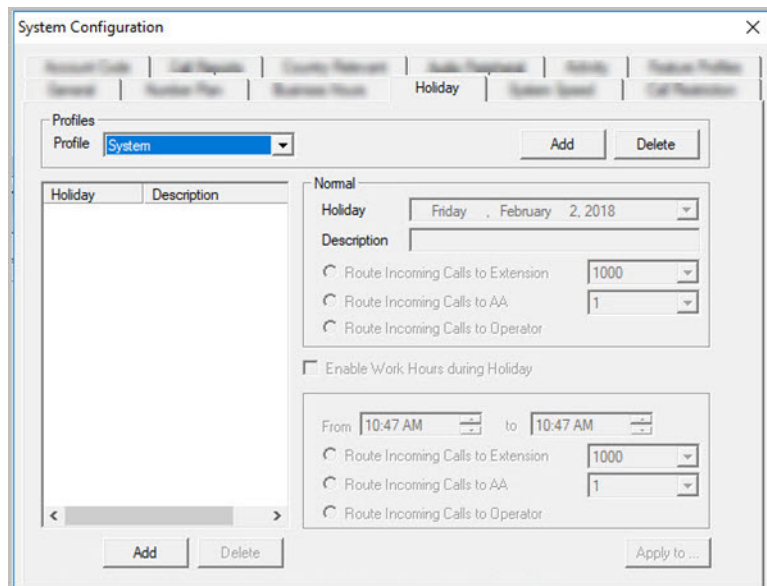 System Configuration
Holiday
Profiles
Profile System Add Delete
Holiday Description
Normal
Holiday Friday , February 2, 2018
Description
Route Incoming Calls to Extension 1000
Route Incoming Calls to AA 1
Route Incoming Calls to Operator
Enable Work Hours during Holiday
From 10:47 AM to 10:47 AM
Route Incoming Calls to Extension 1000
Route Incoming Calls to AA 1
Route Incoming Calls to Operator
Add Delete Apply to ...